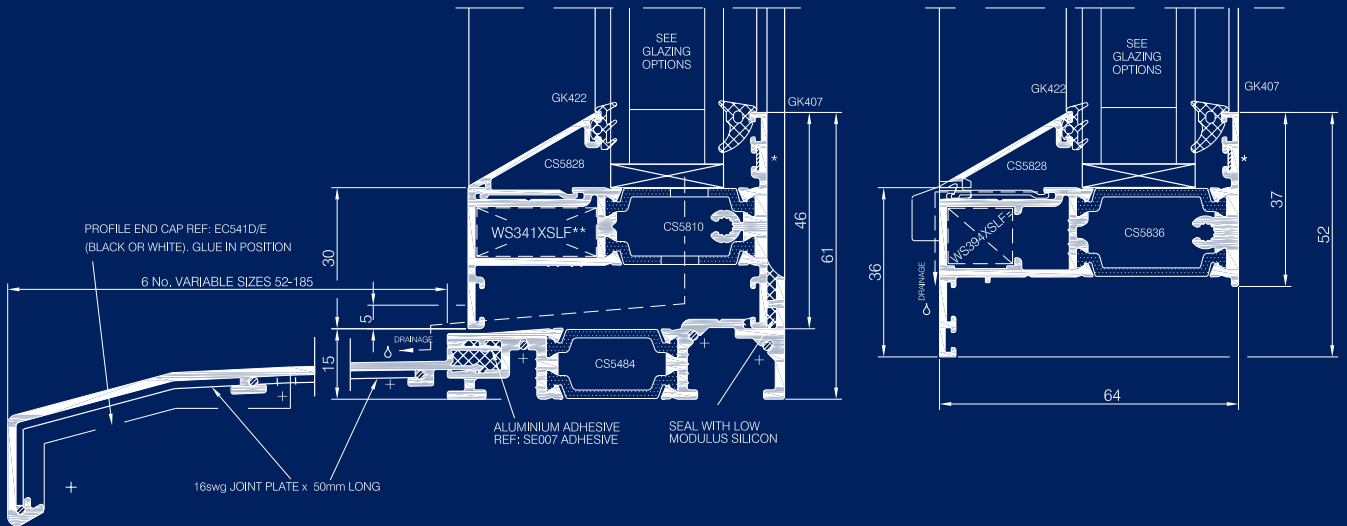 SEE
GLAZING
OPTIONS
GK422
GK407
CS5828
*
WS341XSLF**
CS5810
30
46
61
PROFILE END CAP REF: EC541D/E
(BLACK OR WHITE). GLUE IN POSITION
6 No. VARIABLE SIZES 52-185
5
15
DRAINAGE
CS5484
ALUMINIUM ADHESIVE
REF: SE007 ADHESIVE
SEAL WITH LOW
MODULUS SILICON
16swg JOINT PLATE x 50mm LONG
SEE
GLAZING
OPTIONS
GK422
GK407
CS5828
*
WS394XSLF
CS5836
37
52
36
DRAINAGE
64